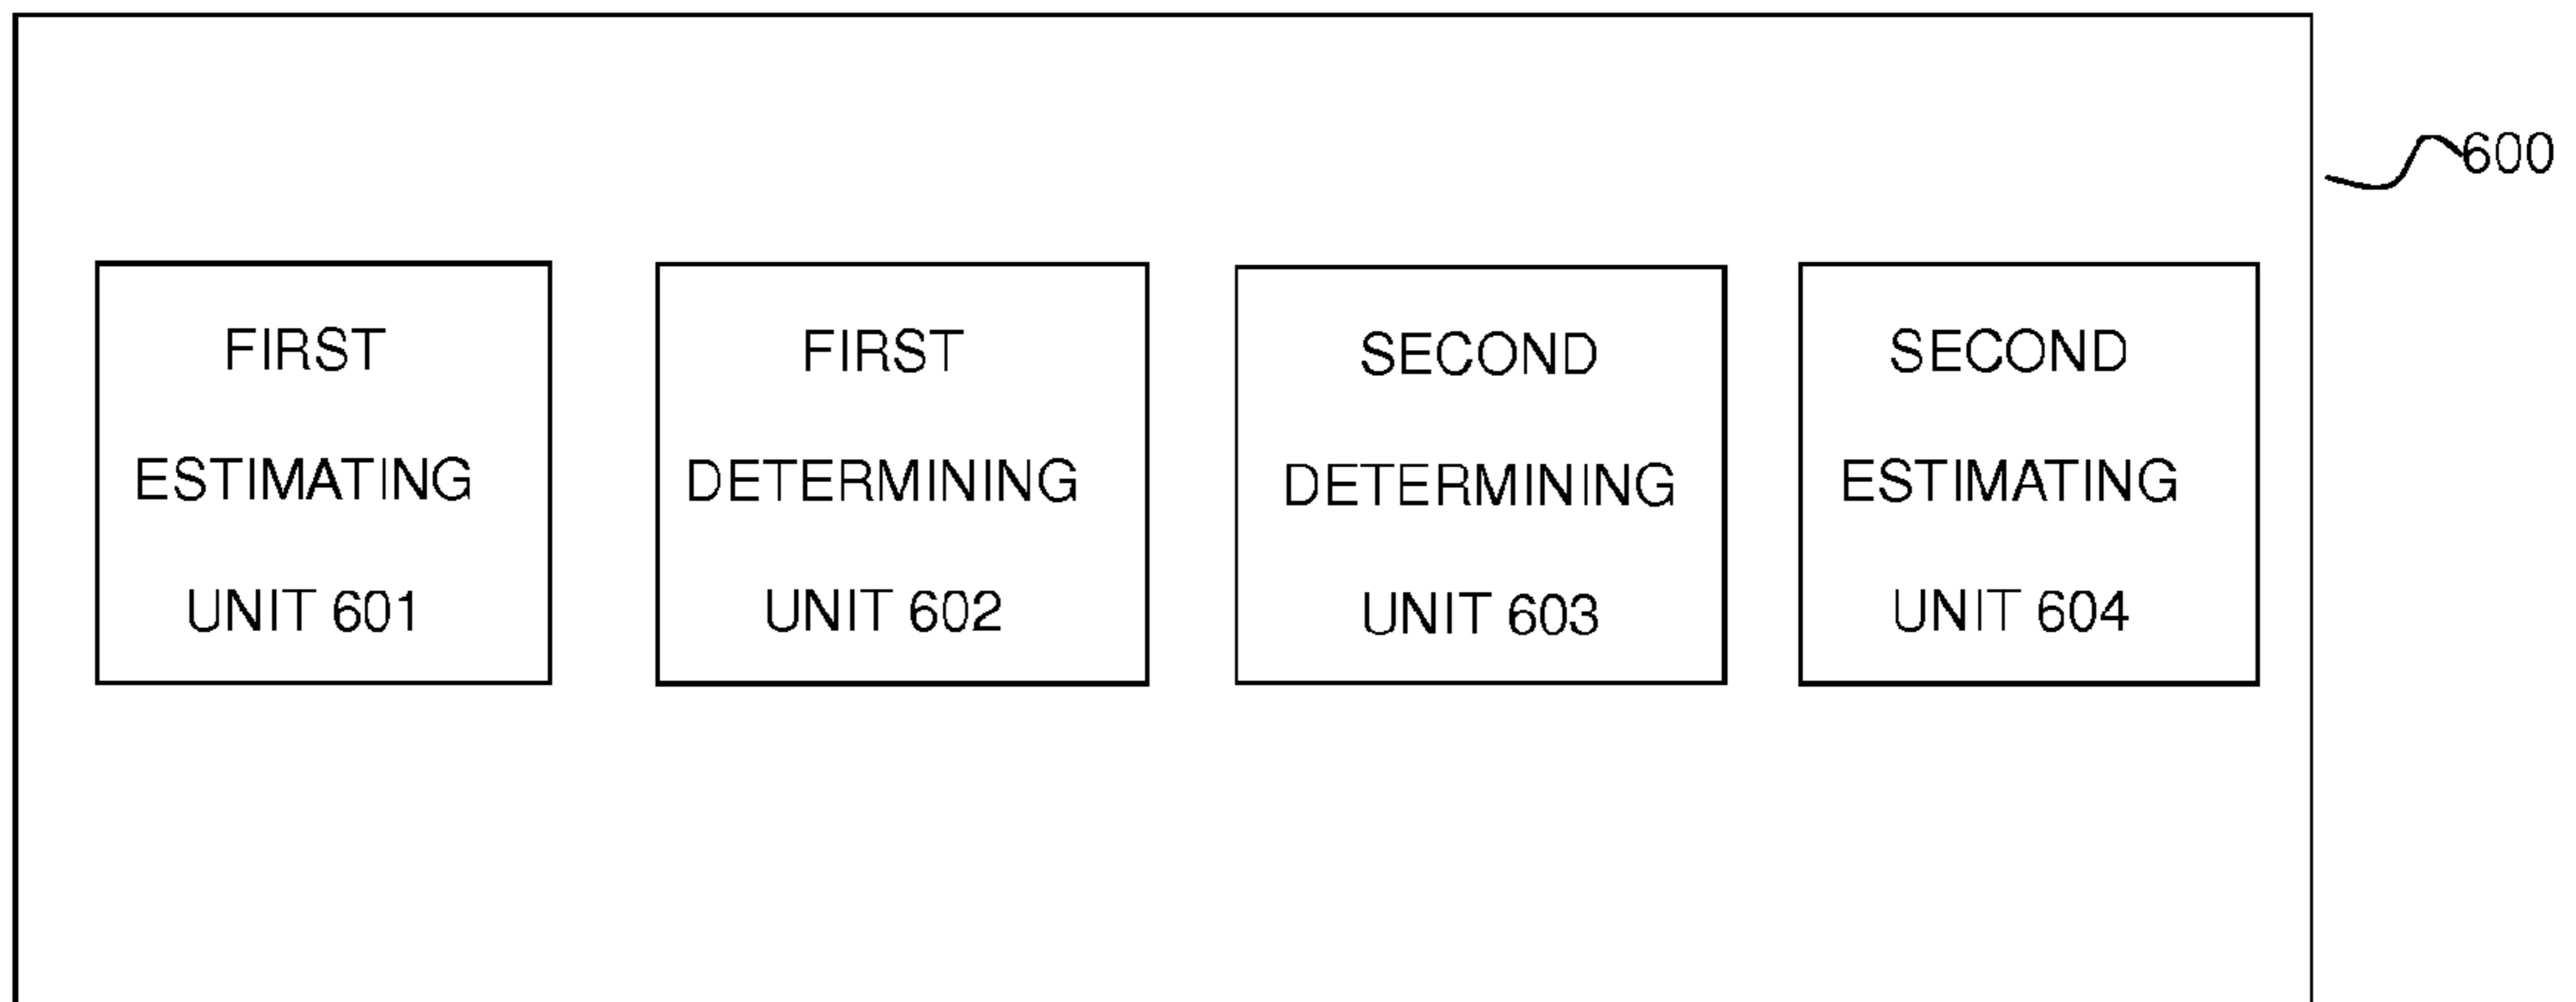 600
FIRST
ESTIMATING
UNIT 601
FIRST
DETERMINING
UNIT 602
SECOND
DETERMINING
UNIT 603
SECOND
ESTIMATING
UNIT 604